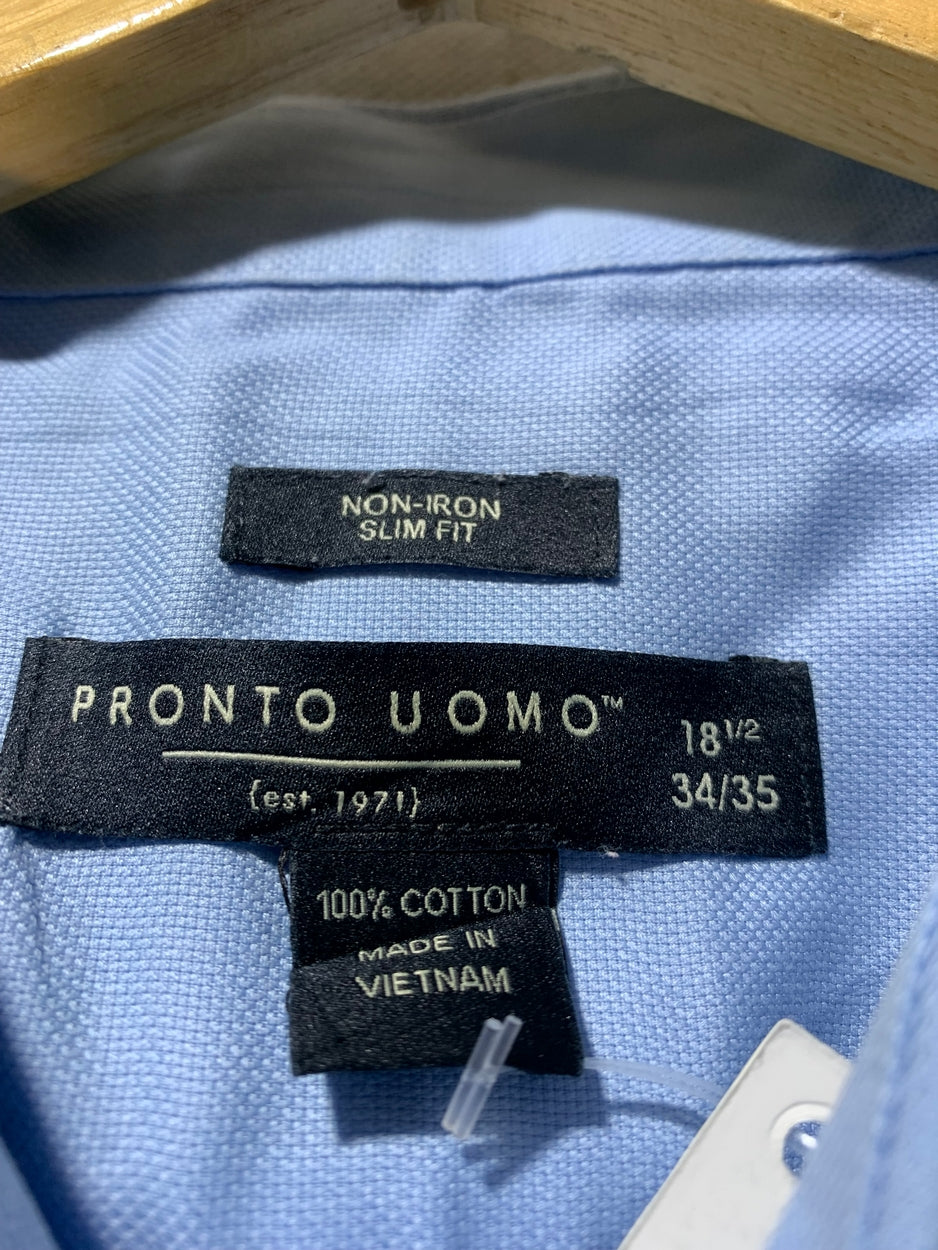 NON-IRON
SLIM FIT
PRONTO UOMO™
{est. 1971}
18 1/2
34/35
100% COTTON
MADE IN
VIETNAM